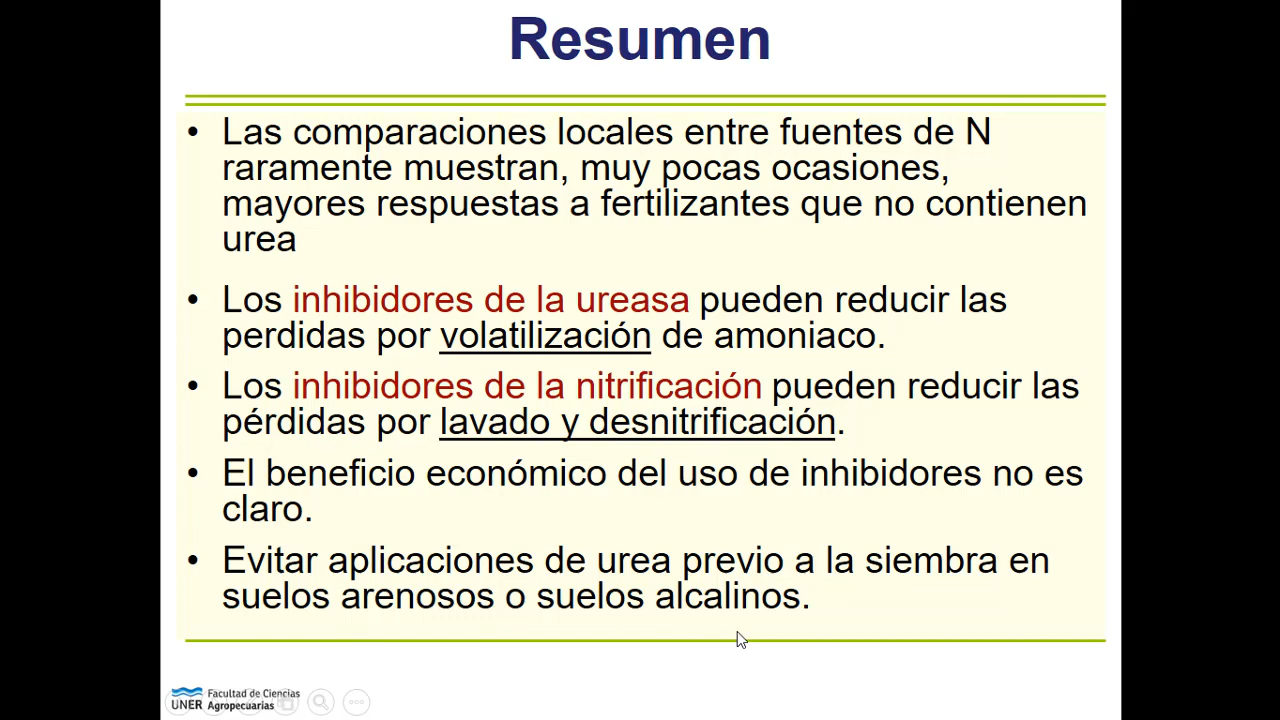 Resumen
• Las comparaciones locales entre fuentes de N
raramente muestran, muy pocas ocasiones,
mayores respuestas a fertilizantes que no contienen
urea
• Los inhibidores de la ureasa pueden reducir las
perdidas por volatilización de amoniaco.
• Los inhibidores de la nitrificación pueden reducir las
pérdidas por lavado y desnitrificación.
• El beneficio económico del uso de inhibidores no es
claro.
• Evitar aplicaciones de urea previo a la siembra en
suelos arenosos o suelos alcalinos.
UNER Facultad de Ciencias
Agropecuarias